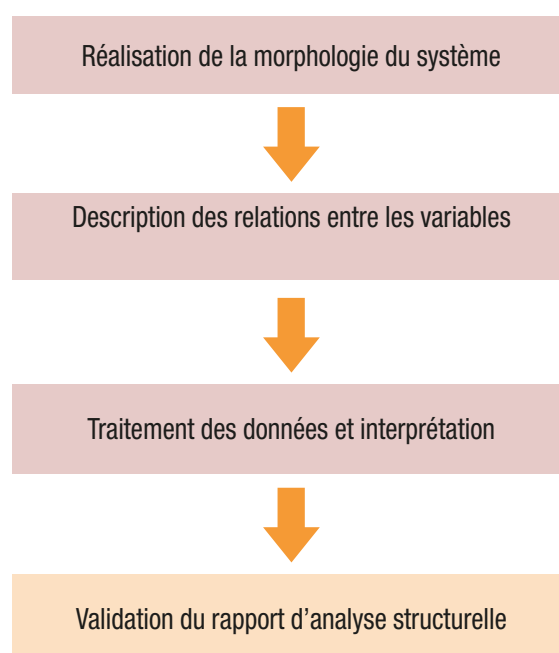 Réalisation de la morphologie du système
Description des relations entre les variables
Traitement des données et interprétation
Validation du rapport d’analyse structurelle